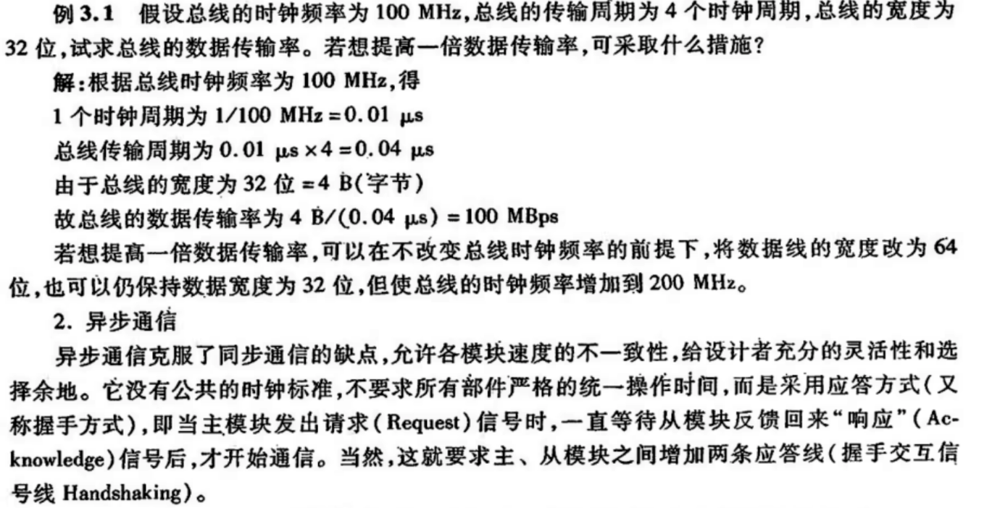 例 3.1 假设总线的时钟频率为 100 MHz,总线的传输周期为 4 个时钟周期,总线的宽度为
32 位,试求总线的数据传输率。若想提高一倍数据传输率,可采取什么措施?
解:根据总线时钟频率为 100 MHz,得
1 个时钟周期为 1/100 MHz = 0.01 μs
总线传输周期为 0.01 μs × 4 = 0.04 μs
由于总线的宽度为 32 位 = 4 B(字节)
故总线的数据传输率为 4 B/(0.04 μs) = 100 MBps
若想提高一倍数据传输率,可以在不改变总线时钟频率的前提下,将数据线的宽度改为 64
位,也可以仍保持数据宽度为 32 位,但使总线的时钟频率增加到 200 MHz。
2. 异步通信
异步通信克服了同步通信的缺点,允许各模块速度的不一致性,给设计者充分的灵活性和选
择余地。它没有公共的时钟标准,不要求所有部件严格的统一操作时间,而是采用应答方式(又
称握手方式),即当主模块发出请求(Request)信号时,一直等待从模块反馈回来“响应”(Ac-
knowledge)信号后,才开始通信。当然,这就要求主、从模块之间增加两条应答线(握手交互信
号线 Handshaking)。